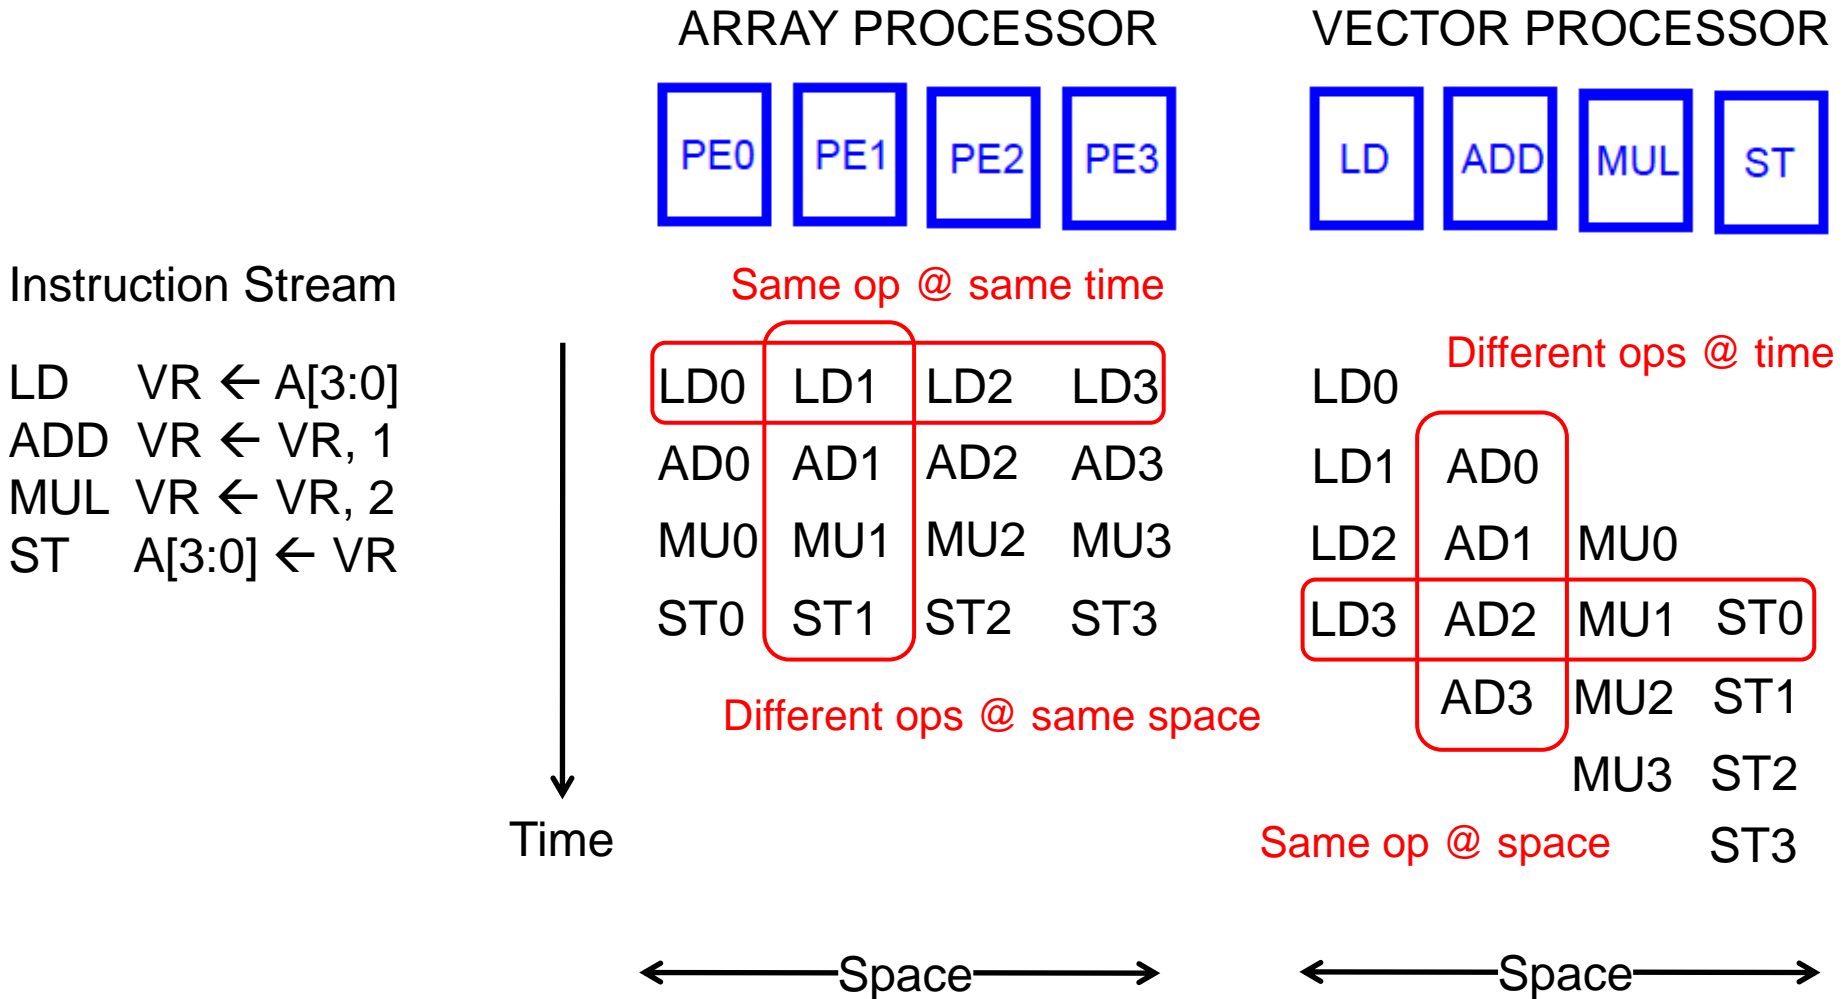 ARRAY PROCESSOR VECTOR PROCESSOR
PE0 PE1 PE2 PE3 LD ADD MUL ST
Instruction Stream Same op @ same time
Different ops @ time
LD VR ← A[3:0] LD0 LD1 LD2 LD3 LD0
ADD VR ← VR, 1 AD0 AD1 AD2 AD3 LD1 AD0
MUL VR ← VR, 2 MU0 MU1 MU2 MU3 LD2 AD1 MU0
ST A[3:0] ← VR ST0 ST1 ST2 ST3 LD3 AD2 MU1 ST0
Different ops @ same space AD3 MU2 ST1
MU3 ST2
Time Same op @ space ST3
Space Space